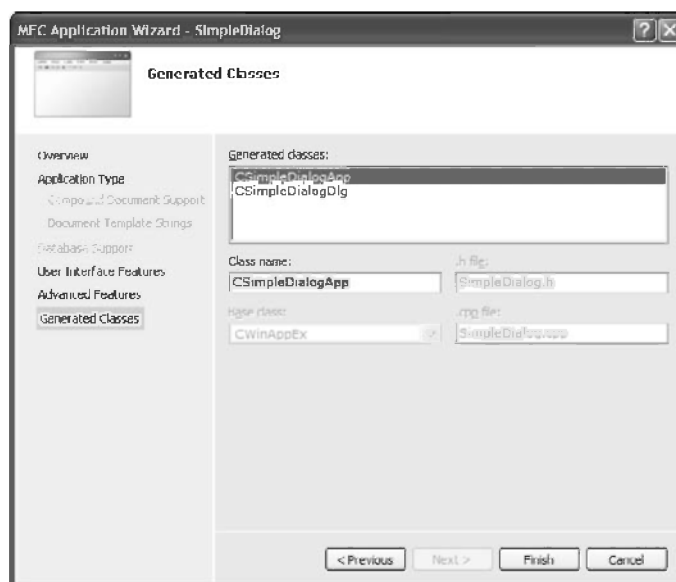 MFC Application Wizard - SimpleDialog
Generated Classes
Overview
Application Type
Compound Document Support
Document Template Strings
Database Support
User Interface Features
Advanced Features
Generated Classes
Generated classes:
CSimpleDialogApp
CSimpleDialogDlg
Class name:
.h file:
CSimpleDialogApp
SimpleDialog.h
Base class:
.cpp file:
CWinAppEx
SimpleDialog.cpp
< Previous
Next >
Finish
Cancel